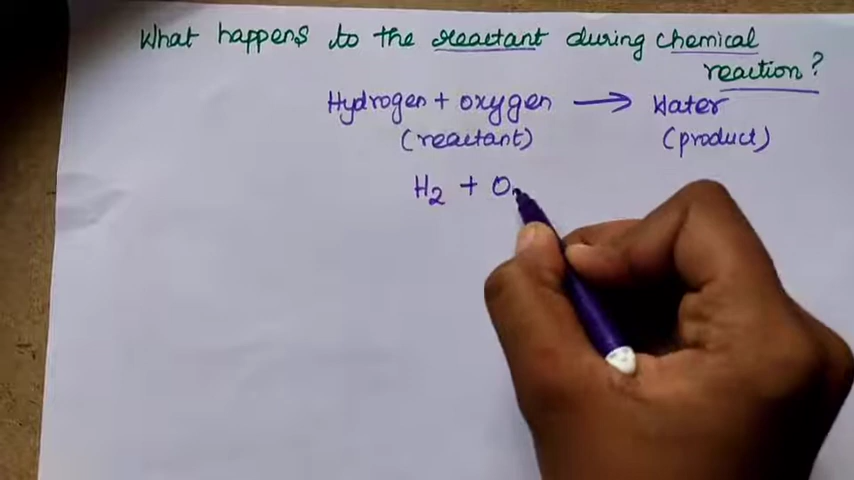 What happens to the reactant during chemical
reaction?
Hydrogen + oxygen → Water
(reactant) (product)
H₂ + O